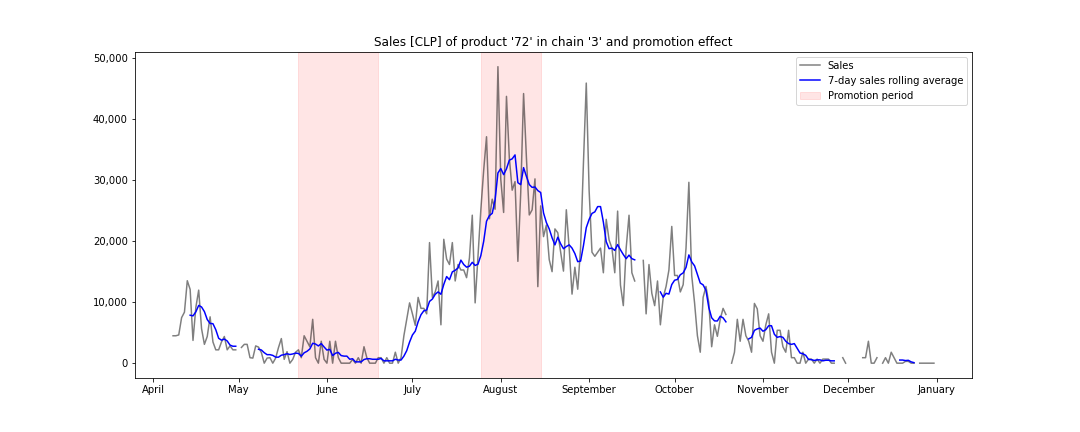 Sales [CLP] of product '72' in chain '3' and promotion effect
50,000
40,000
30,000
20,000
10,000
0
Sales
7-day sales rolling average
Promotion period
April May June July August September October November December January